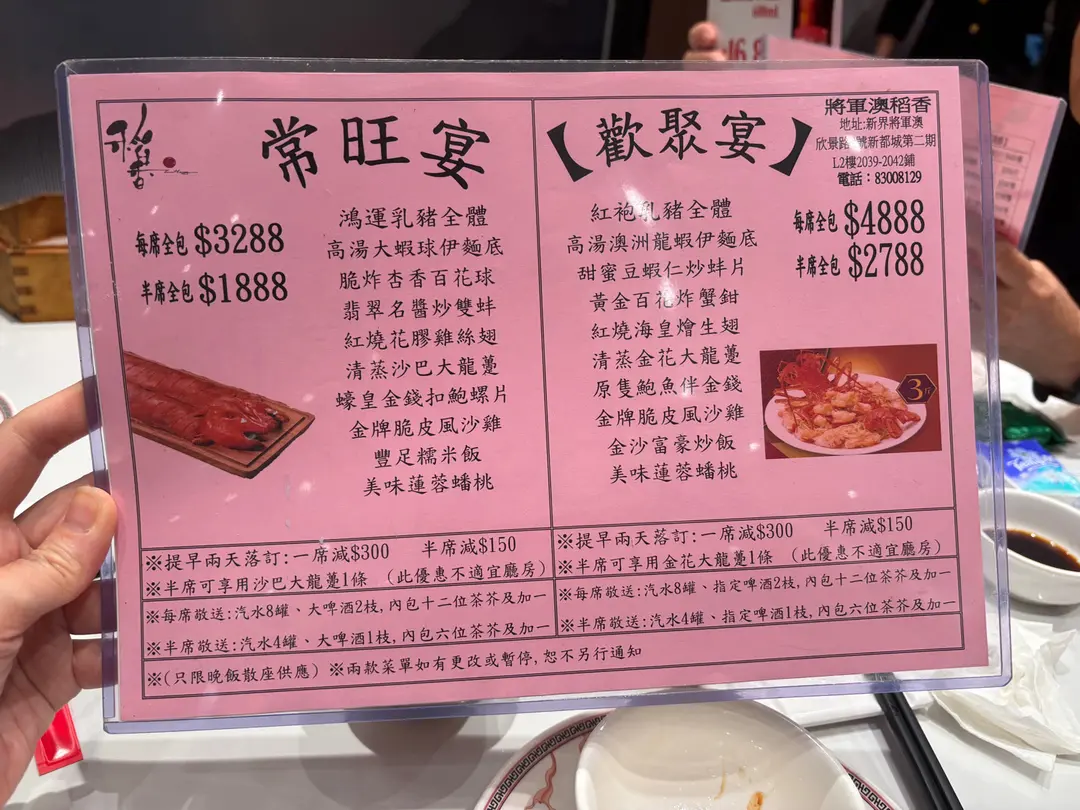 稻香
常旺宴
每席全包 $3288
半席全包 $1888
鴻運乳豬全體
高湯大蝦球伊麵底
脆炸杏香百花球
翡翠名醬炒雙蚌
紅燒花膠雞絲翅
清蒸沙巴大龍躉
蠔皇金錢扣鮑螺片
金牌脆皮風沙雞
豐足糯米飯
美味蓮蓉蟠桃
【歡聚宴】
將軍澳稻香
地址:新界將軍澳
欣景路 號新都城第二期
L2樓2039-2042鋪
電話:83008129
每席全包 $4888
半席全包 $2788
紅袍乳豬全體
高湯澳洲龍蝦伊麵底
甜蜜豆蝦仁炒蚌片
黃金百花炸蟹鉗
紅燒海皇燴生翅
清蒸金花大龍躉
原隻鮑魚伴金錢
金牌脆皮風沙雞
金沙富豪炒飯
美味蓮蓉蟠桃
3斤
※提早兩天落訂:一席減$300 半席減$150
※半席可享用沙巴大龍躉1條 (此優惠不適宜廳房)
※每席敬送:汽水8罐、大啤酒2枝,內包十二位茶芥及加一
※半席敬送:汽水4罐、大啤酒1枝,內包六位茶芥及加一
※提早兩天落訂:一席減$300 半席減$150
※半席可享用金花大龍躉1條 (此優惠不適宜廳房)
※每席敬送:汽水8罐、指定啤酒2枝,內包十二位茶芥及加一
※半席敬送:汽水4罐、指定啤酒1枝,內包六位茶芥及加一
※(只限晚飯散座供應)※兩款菜單如有更改或暫停,恕不另行通知